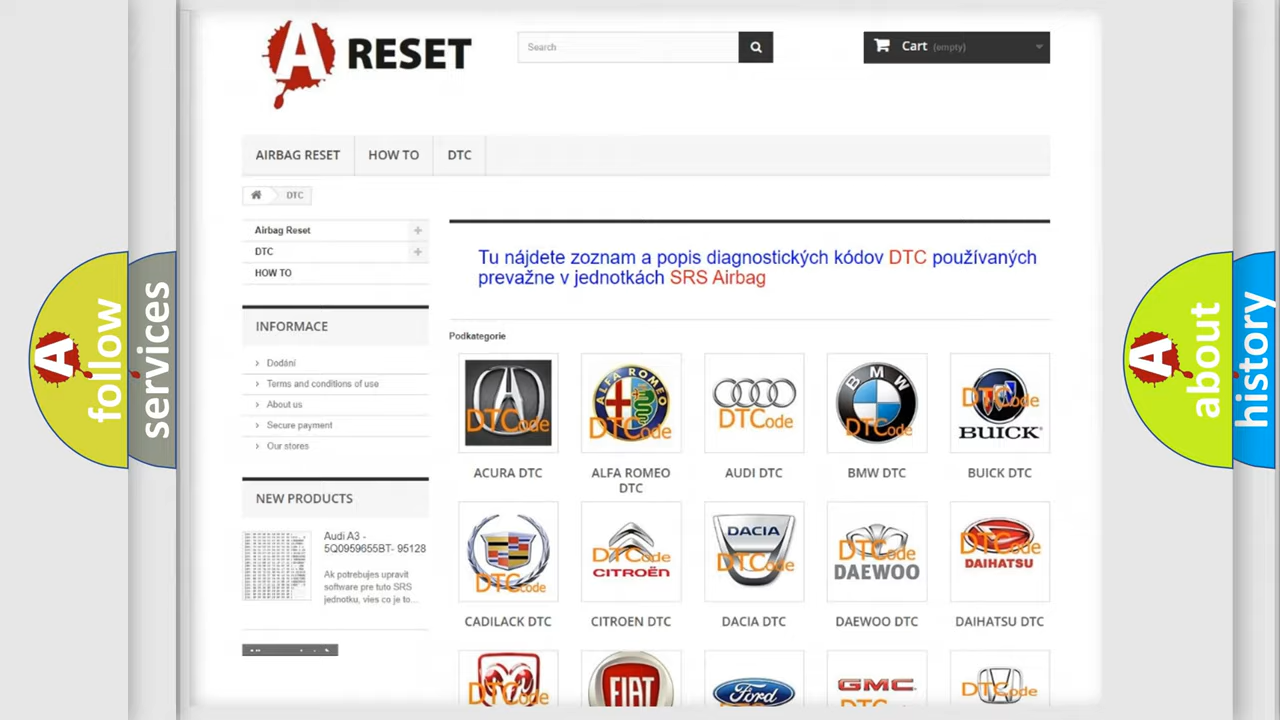 A RESET
Search
Cart (empty)
AIRBAG RESET
HOW TO
DTC
DTC
Airbag Reset
DTC
HOW TO
INFORMACE
Dodání
Terms and conditions of use
About us
Secure payment
Our stores
NEW PRODUCTS
Audi A3 -
5Q0959655BT- 95128
Ak potrebujes upravit
software pre tuto SRS
jednotku, vies co je to...
Tu nájdete zoznam a popis diagnostických kódov DTC používaných
prevažne v jednotkách SRS Airbag
Podkategorie
DTCode
ALFA ROMEO
DTCode
DTCode
BMW
DTCode
DTCode
BUICK
ACURA DTC
ALFA ROMEO
DTC
AUDI DTC
BMW DTC
BUICK DTC
DTCode
DTCode
CITROËN
DACIA
DTCode
DTCode
DAEWOO
DTCode
DAIHATSU
CADILACK DTC
CITROEN DTC
DACIA DTC
DAEWOO DTC
DAIHATSU DTC
DTCode
FIAT
Ford
GMC
DTCode
A follow
services
A about
history